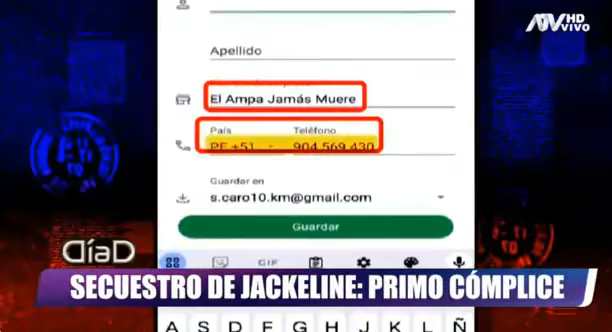 ATV HD
VIVO
Apellido
El Ampa Jamás Muere
País Teléfono
PE +51 904 569 430
Guardar en
s.caro10.km@gmail.com
Guardar
GIF
DíaD
SECUESTRO DE JACKELINE: PRIMO CÓMPLICE
A S D F G H J K L Ñ